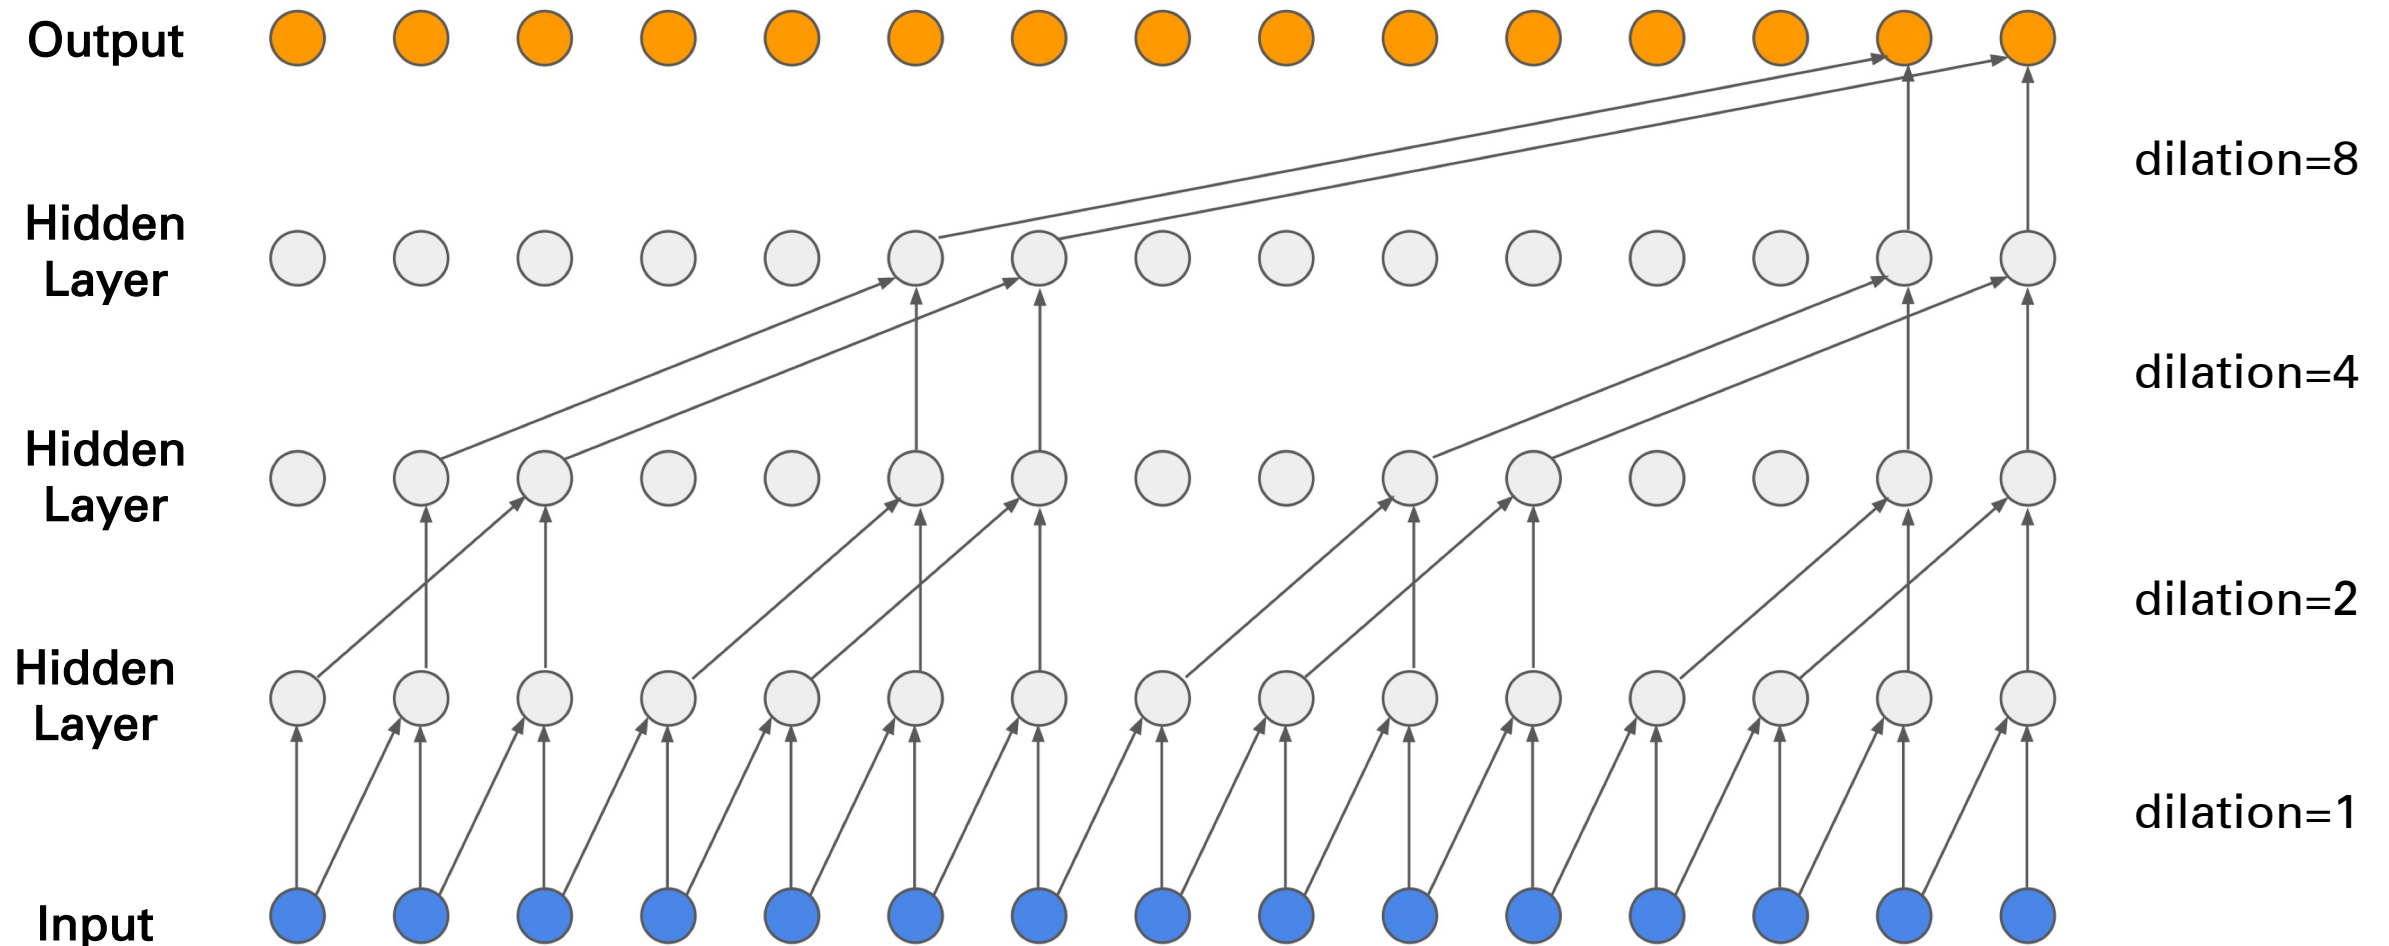 Output
dilation=8
Hidden
Layer
dilation=4
Hidden
Layer
dilation=2
Hidden
Layer
dilation=1
Input